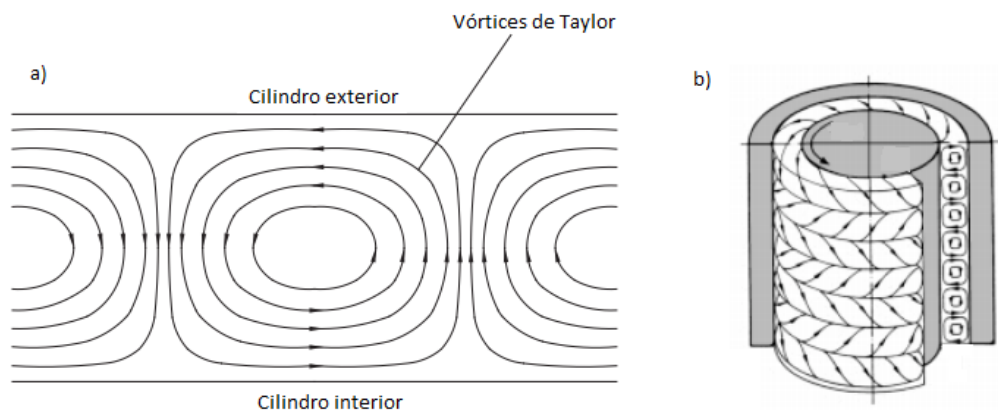 Vórtices de Taylor
a)
b)
Cilindro exterior
Cilindro interior